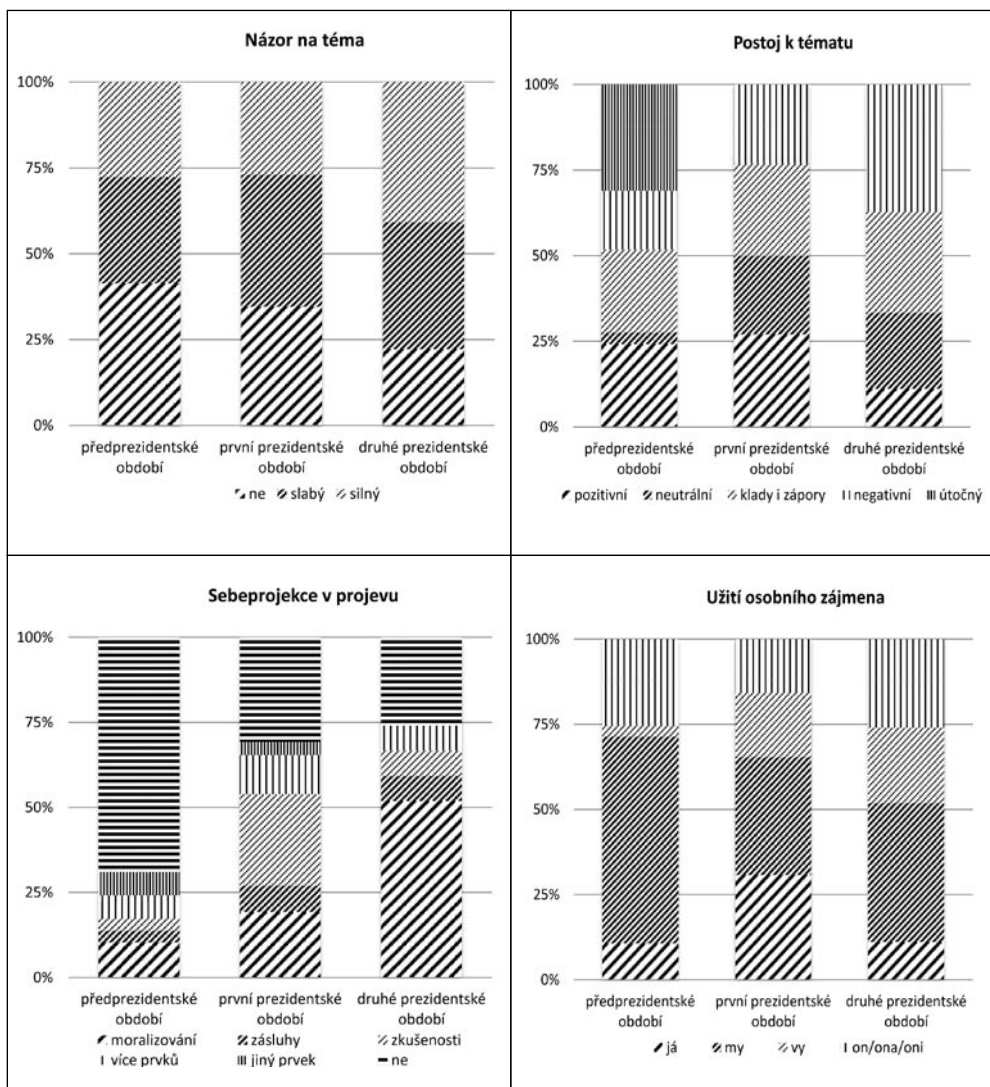 Názor na téma
100%
75%
50%
25%
0%
předprezidentské první prezidentské druhé prezidentské
období období období
ne slabý silný
Postoj k tématu
100%
75%
50%
25%
0%
předprezidentské první prezidentské druhé prezidentské
období období období
pozitivní neutrální klady i zápory negativní útočný
Sebeprojekce v projevu
100%
75%
50%
25%
0%
předprezidentské první prezidentské druhé prezidentské
období období období
moralizování zásluhy zkušenosti
více prvků jiný prvek ne
Užití osobního zájmena
100%
75%
50%
25%
0%
předprezidentské první prezidentské druhé prezidentské
období období období
já my vy on/ona/oni